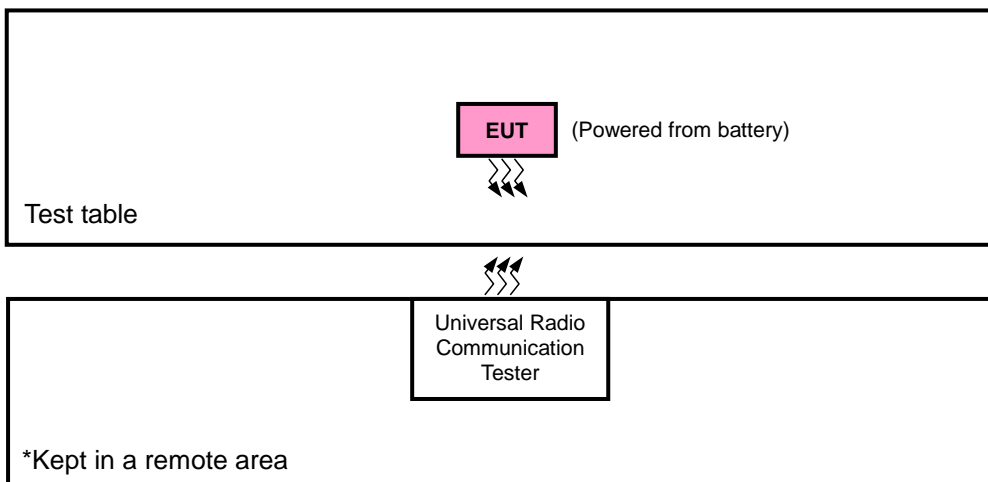 EUT
(Powered from battery)
Test table
Universal Radio
Communication
Tester
*Kept in a remote area